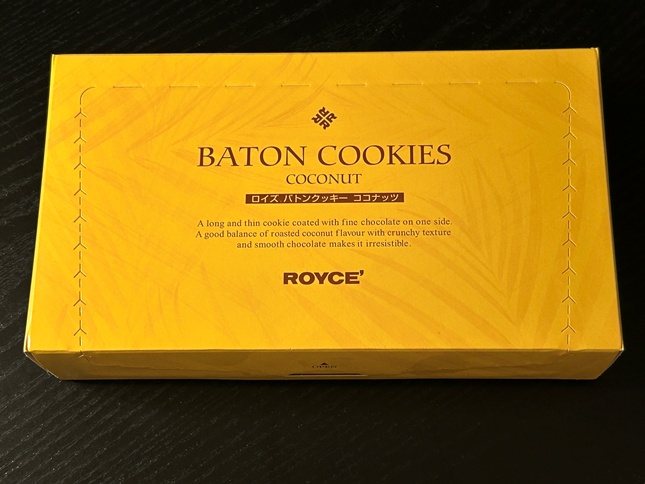 BATON COOKIES
COCONUT
ロイズ バトンクッキー ココナッツ
A long and thin cookie coated with fine chocolate on one side.
A good balance of roasted coconut flavour with crunchy texture
and smooth chocolate makes it irresistible.
ROYCE'